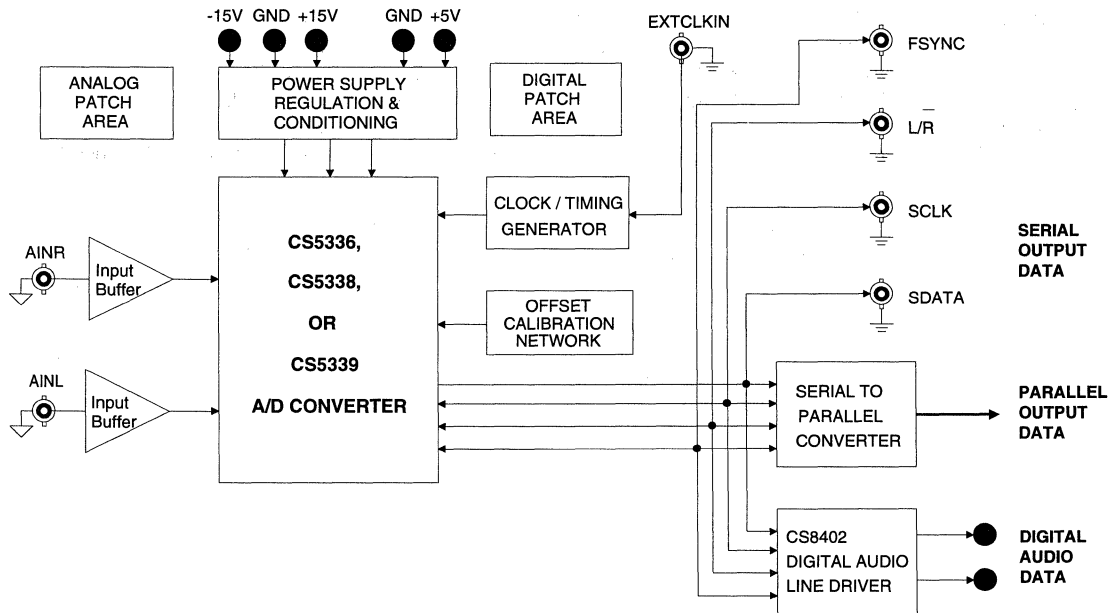 -15V GND +15V GND +5V
EXTCLKIN
FSYNC
ANALOG
PATCH
AREA
POWER SUPPLY
REGULATION &
CONDITIONING
DIGITAL
PATCH
AREA
L/R̅
CLOCK / TIMING
GENERATOR
SCLK
SERIAL
OUTPUT
DATA
AINR
Input
Buffer
CS5336,
CS5338,
OR
CS5339
A/D CONVERTER
OFFSET
CALIBRATION
NETWORK
SDATA
AINL
Input
Buffer
SERIAL TO
PARALLEL
CONVERTER
PARALLEL
OUTPUT
DATA
CS8402
DIGITAL AUDIO
LINE DRIVER
DIGITAL
AUDIO
DATA